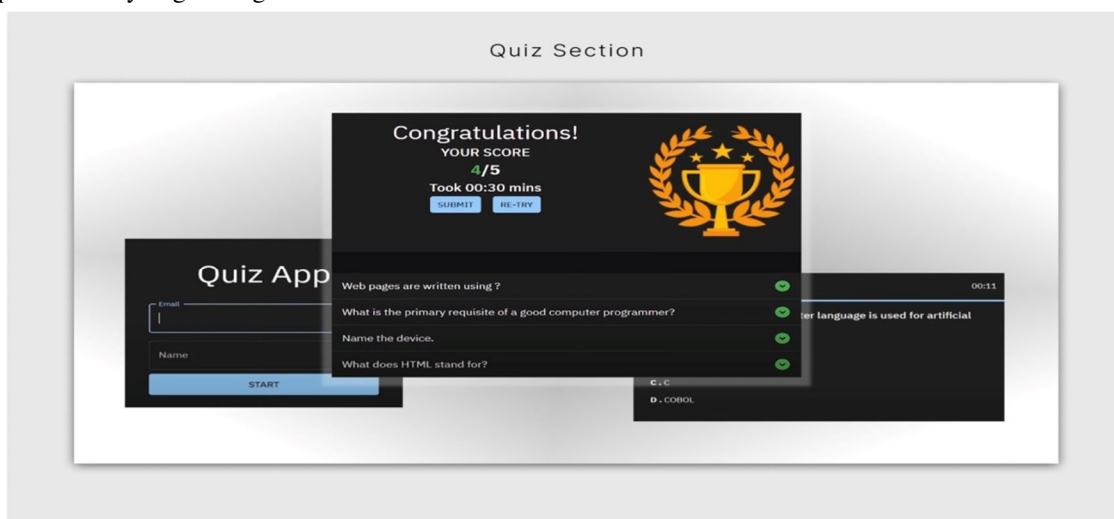 Quiz Section
Congratulations!
YOUR SCORE
4/5
Took 00:30 mins
SUBMIT RE-TRY
Web pages are written using ?
What is the primary requisite of a good computer programmer?
Name the device.
What does HTML stand for?
Quiz App
Email
Name
START
00:11
language is used for artificial
C.C
D.COBOL